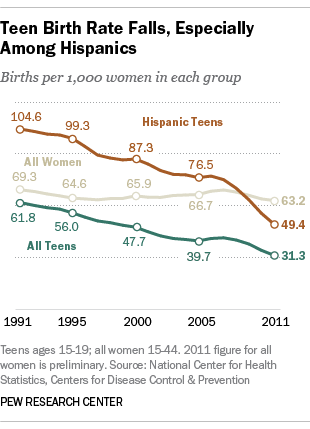 Teen Birth Rate Falls, Especially
Among Hispanics
Births per 1,000 women in each group
104.6
99.3
Hispanic Teens
87.3
76.5
All Women
69.3
64.6
65.9
66.7
63.2
61.8
56.0
49.4
All Teens
47.7
39.7
31.3
1991
1995
2000
2005
2011
Teens ages 15-19; all women 15-44. 2011 figure for all
women is preliminary. Source: National Center for Health
Statistics, Centers for Disease Control & Prevention
PEW RESEARCH CENTER